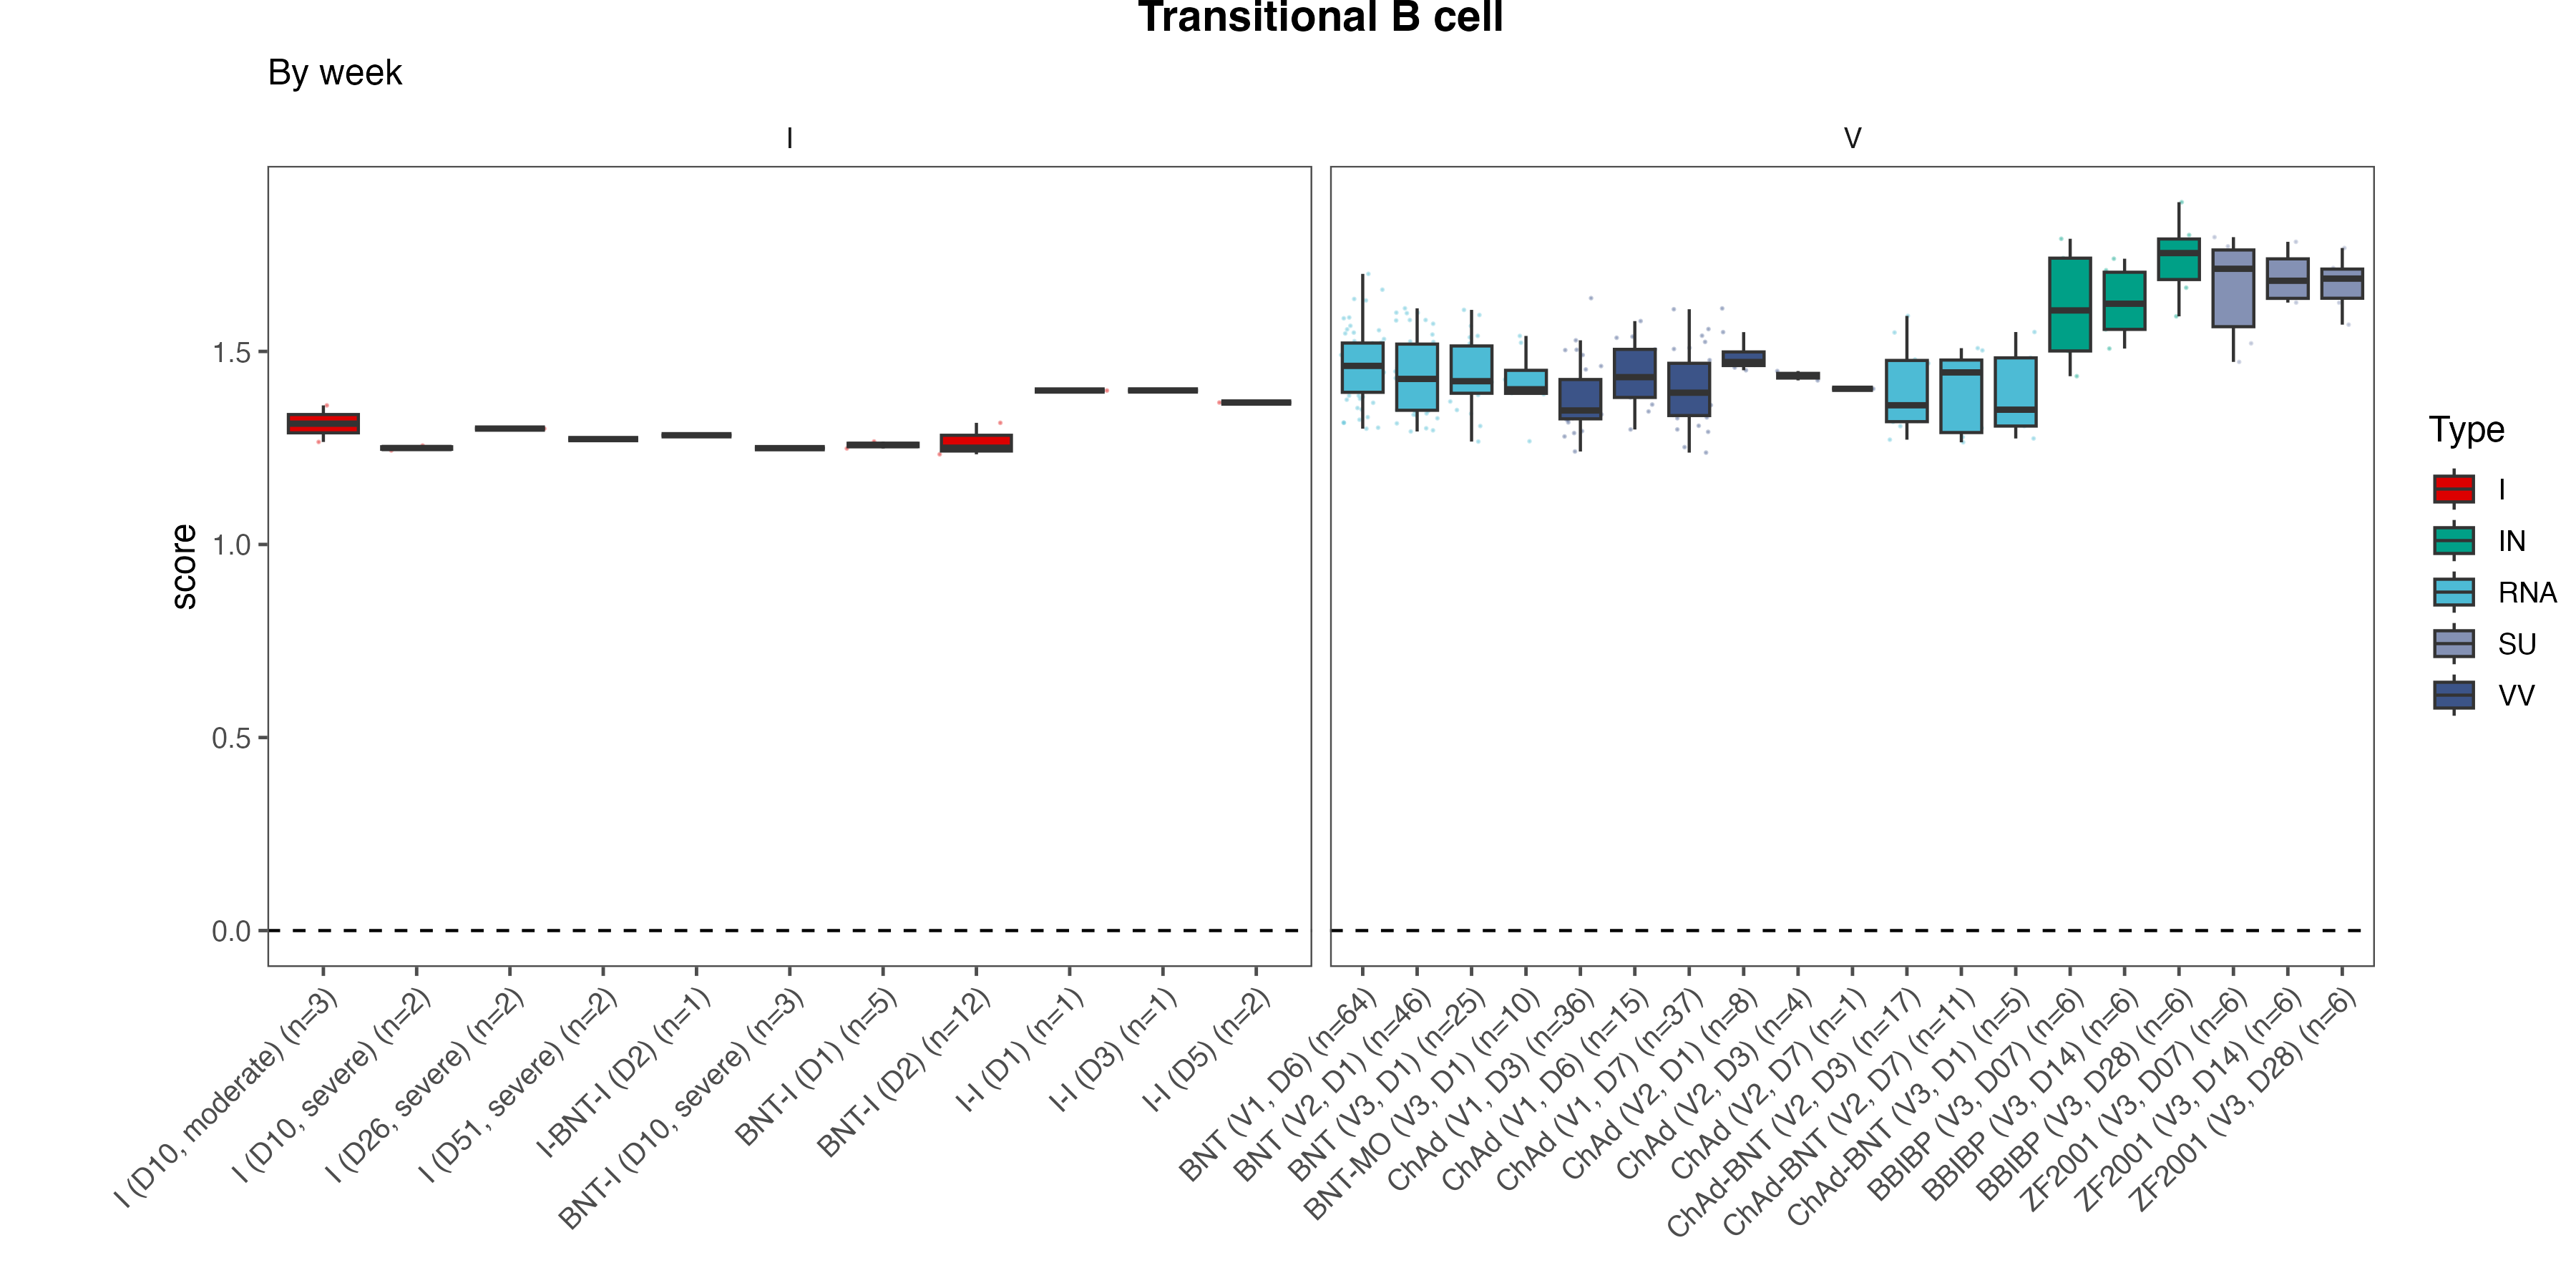 Transitional B cell
By week
I
V
score
1.5
1.0
0.5
0.0
I (D10, moderate) (n=3)
I (D10, severe) (n=2)
I (D26, severe) (n=2)
I (D51, severe) (n=2)
I-BNT-I (D2) (n=1)
BNT-I (D10, severe) (n=3)
BNT-I (D1) (n=5)
BNT-I (D2) (n=12)
I-I (D1) (n=1)
I-I (D3) (n=1)
I-I (D5) (n=2)
BNT (V1, D6) (n=64)
BNT (V2, D1) (n=46)
BNT (V3, D1) (n=25)
BNT-MO (V3, D1) (n=10)
ChAd (V1, D3) (n=36)
ChAd (V1, D6) (n=15)
ChAd (V1, D7) (n=37)
ChAd (V2, D1) (n=8)
ChAd (V2, D3) (n=4)
ChAd (V2, D7) (n=1)
ChAd-BNT (V2, D3) (n=17)
ChAd-BNT (V2, D7) (n=11)
ChAd-BNT (V3, D1) (n=5)
BBIBP (V3, D07) (n=6)
BBIBP (V3, D14) (n=6)
BBIBP (V3, D28) (n=6)
ZF2001 (V3, D07) (n=6)
ZF2001 (V3, D14) (n=6)
ZF2001 (V3, D28) (n=6)
Type
I
IN
RNA
SU
VV